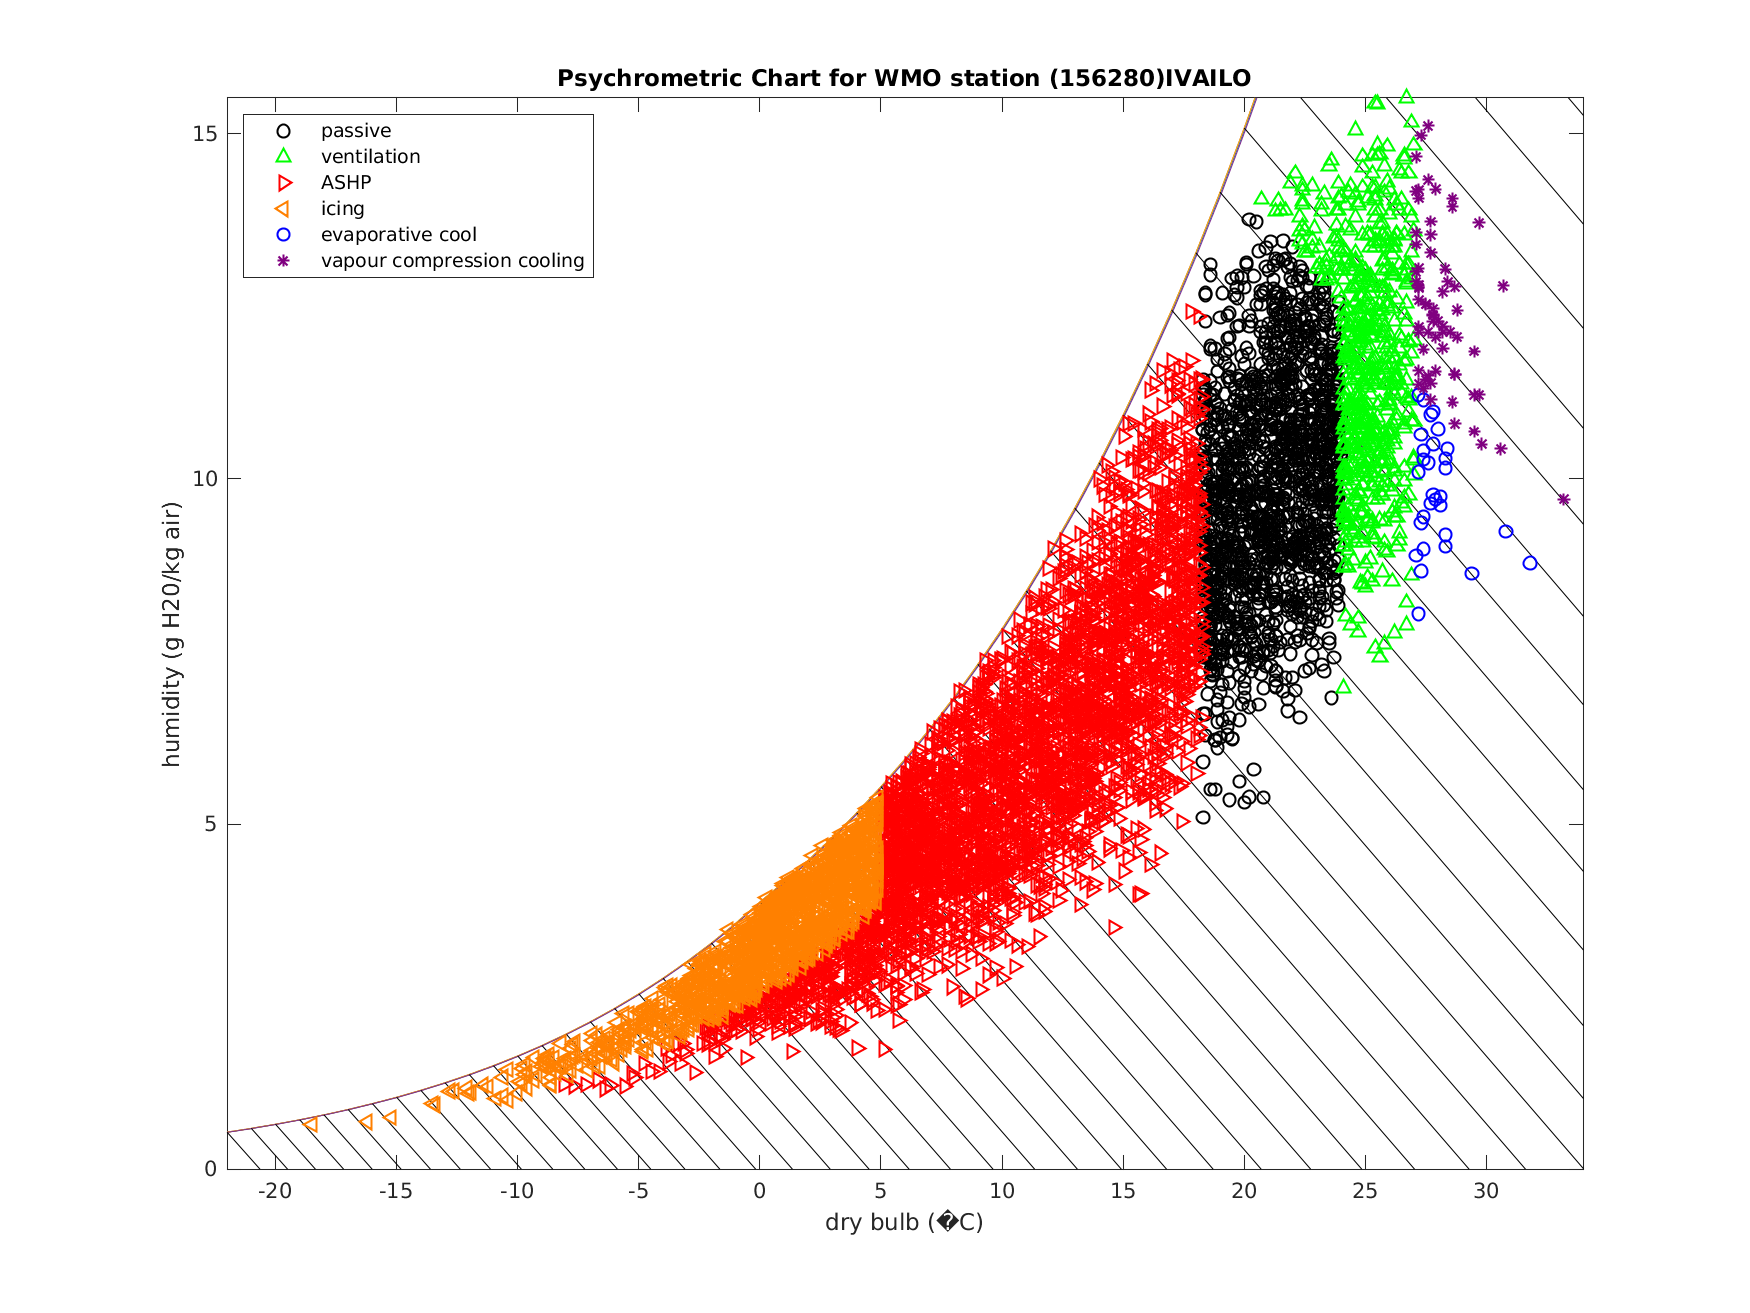 Psychrometric Chart for WMO station (156280)IVAILO
passive
ventilation
ASHP
icing
evaporative cool
vapour compression cooling
15
10
5
0
humidity (g H20/kg air)
-20 -15 -10 -5 0 5 10 15 20 25 30
dry bulb (�C)